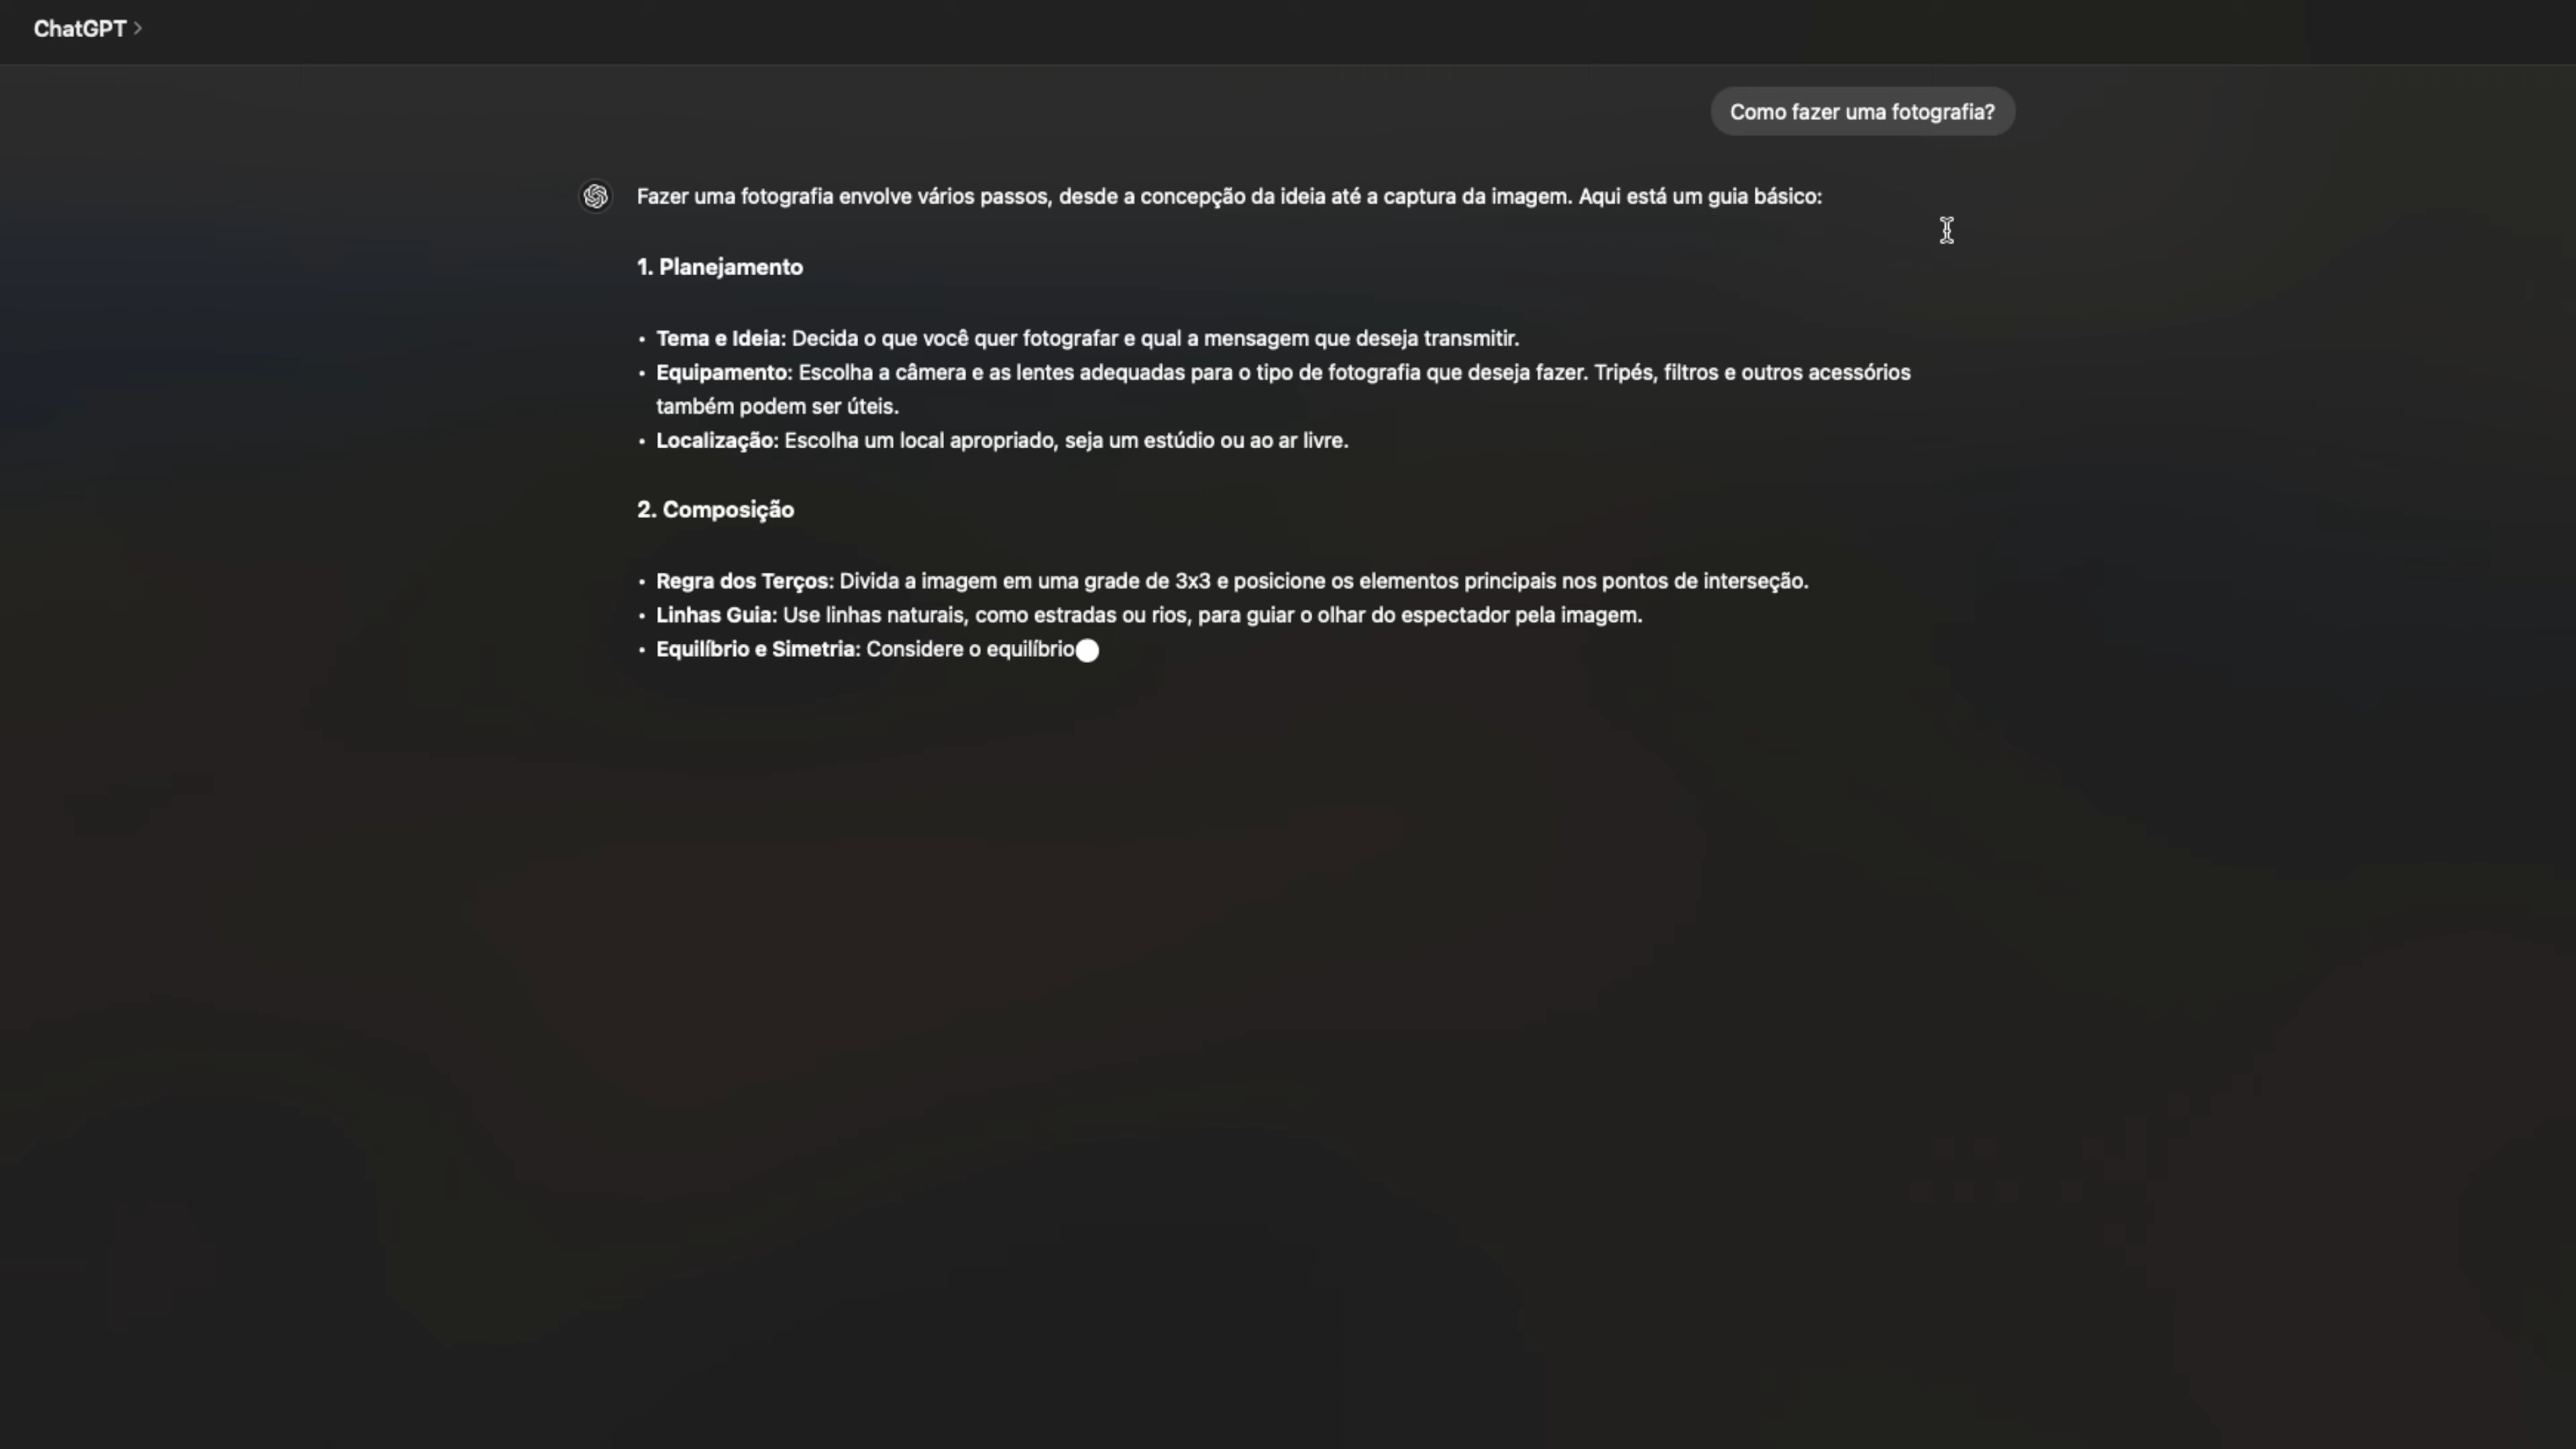 ChatGPT
Como fazer uma fotografia?
Fazer uma fotografia envolve vários passos, desde a concepção da ideia até a captura da imagem. Aqui está um guia básico:
1. Planejamento
• Tema e Ideia: Decida o que você quer fotografar e qual a mensagem que deseja transmitir.
• Equipamento: Escolha a câmera e as lentes adequadas para o tipo de fotografia que deseja fazer. Tripés, filtros e outros acessórios
também podem ser úteis.
• Localização: Escolha um local apropriado, seja um estúdio ou ao ar livre.
2. Composição
• Regra dos Terços: Divida a imagem em uma grade de 3x3 e posicione os elementos principais nos pontos de interseção.
• Linhas Guia: Use linhas naturais, como estradas ou rios, para guiar o olhar do espectador pela imagem.
• Equilíbrio e Simetria: Considere o equilíbrio